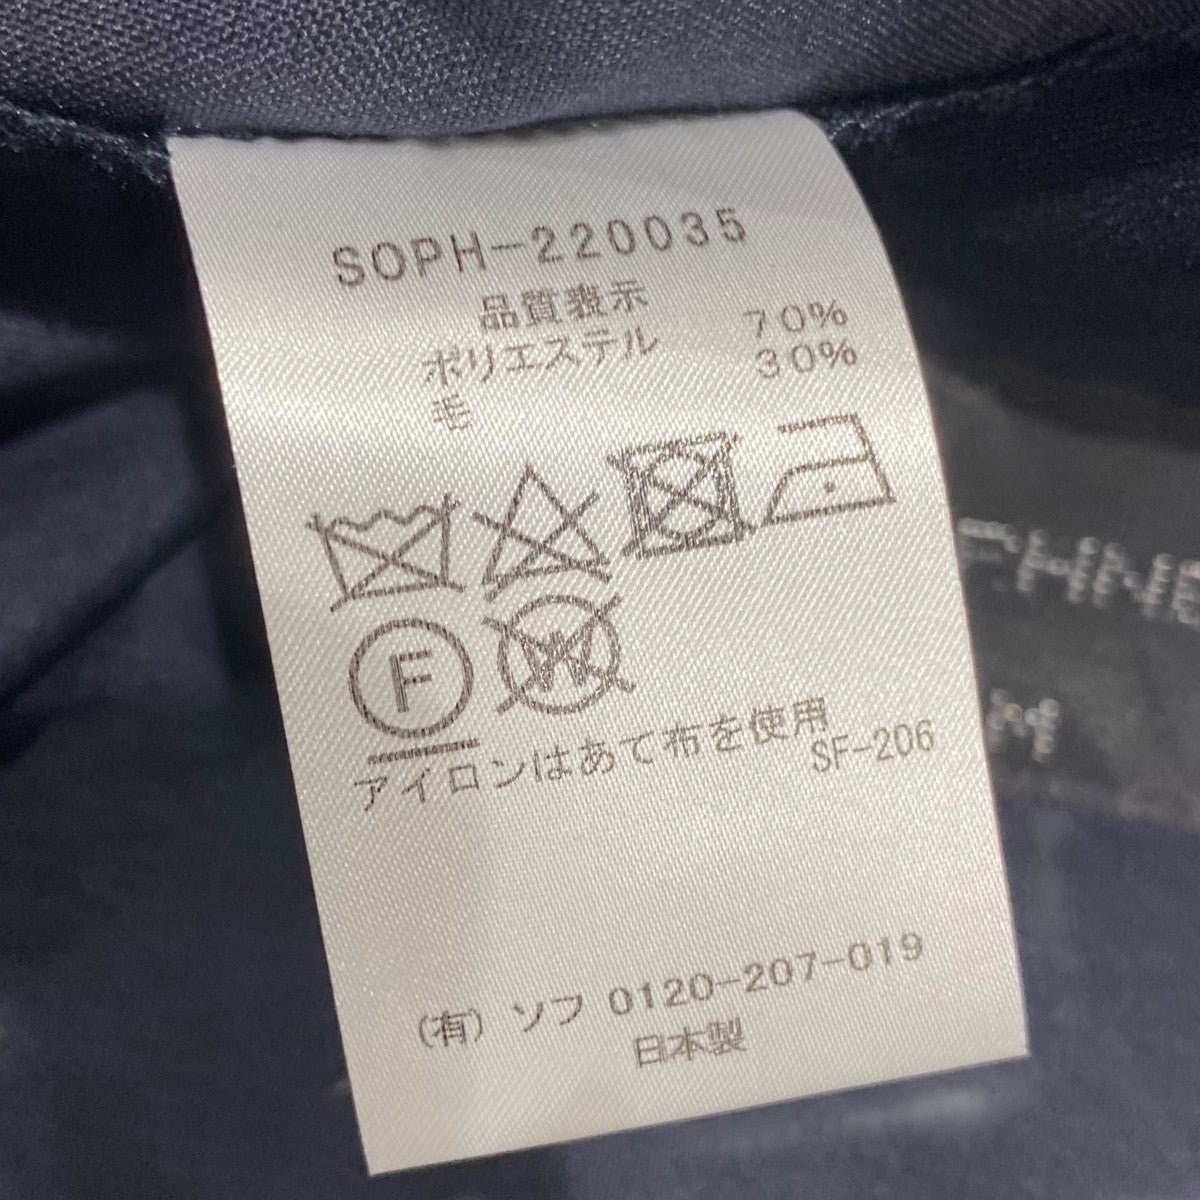 SOPH-220035
品質表示
ポリエステル 70%
毛 30%
F
W
アイロンはあて布を使用
SF-206
(有) ソフ 0120-207-019
日本製